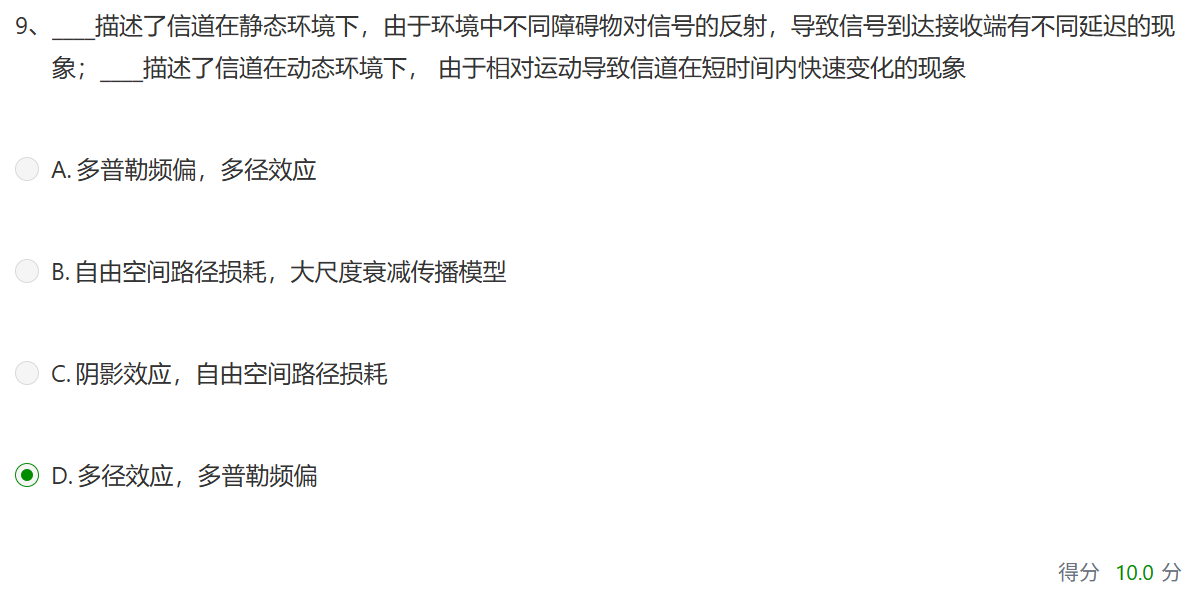 9、____描述了信道在静态环境下，由于环境中不同障碍物对信号的反射，导致信号到达接收端有不同延迟的现
象；____描述了信道在动态环境下， 由于相对运动导致信道在短时间内快速变化的现象
A. 多普勒频偏，多径效应
B. 自由空间路径损耗，大尺度衰减传播模型
C. 阴影效应，自由空间路径损耗
D. 多径效应，多普勒频偏
得分 10.0 分